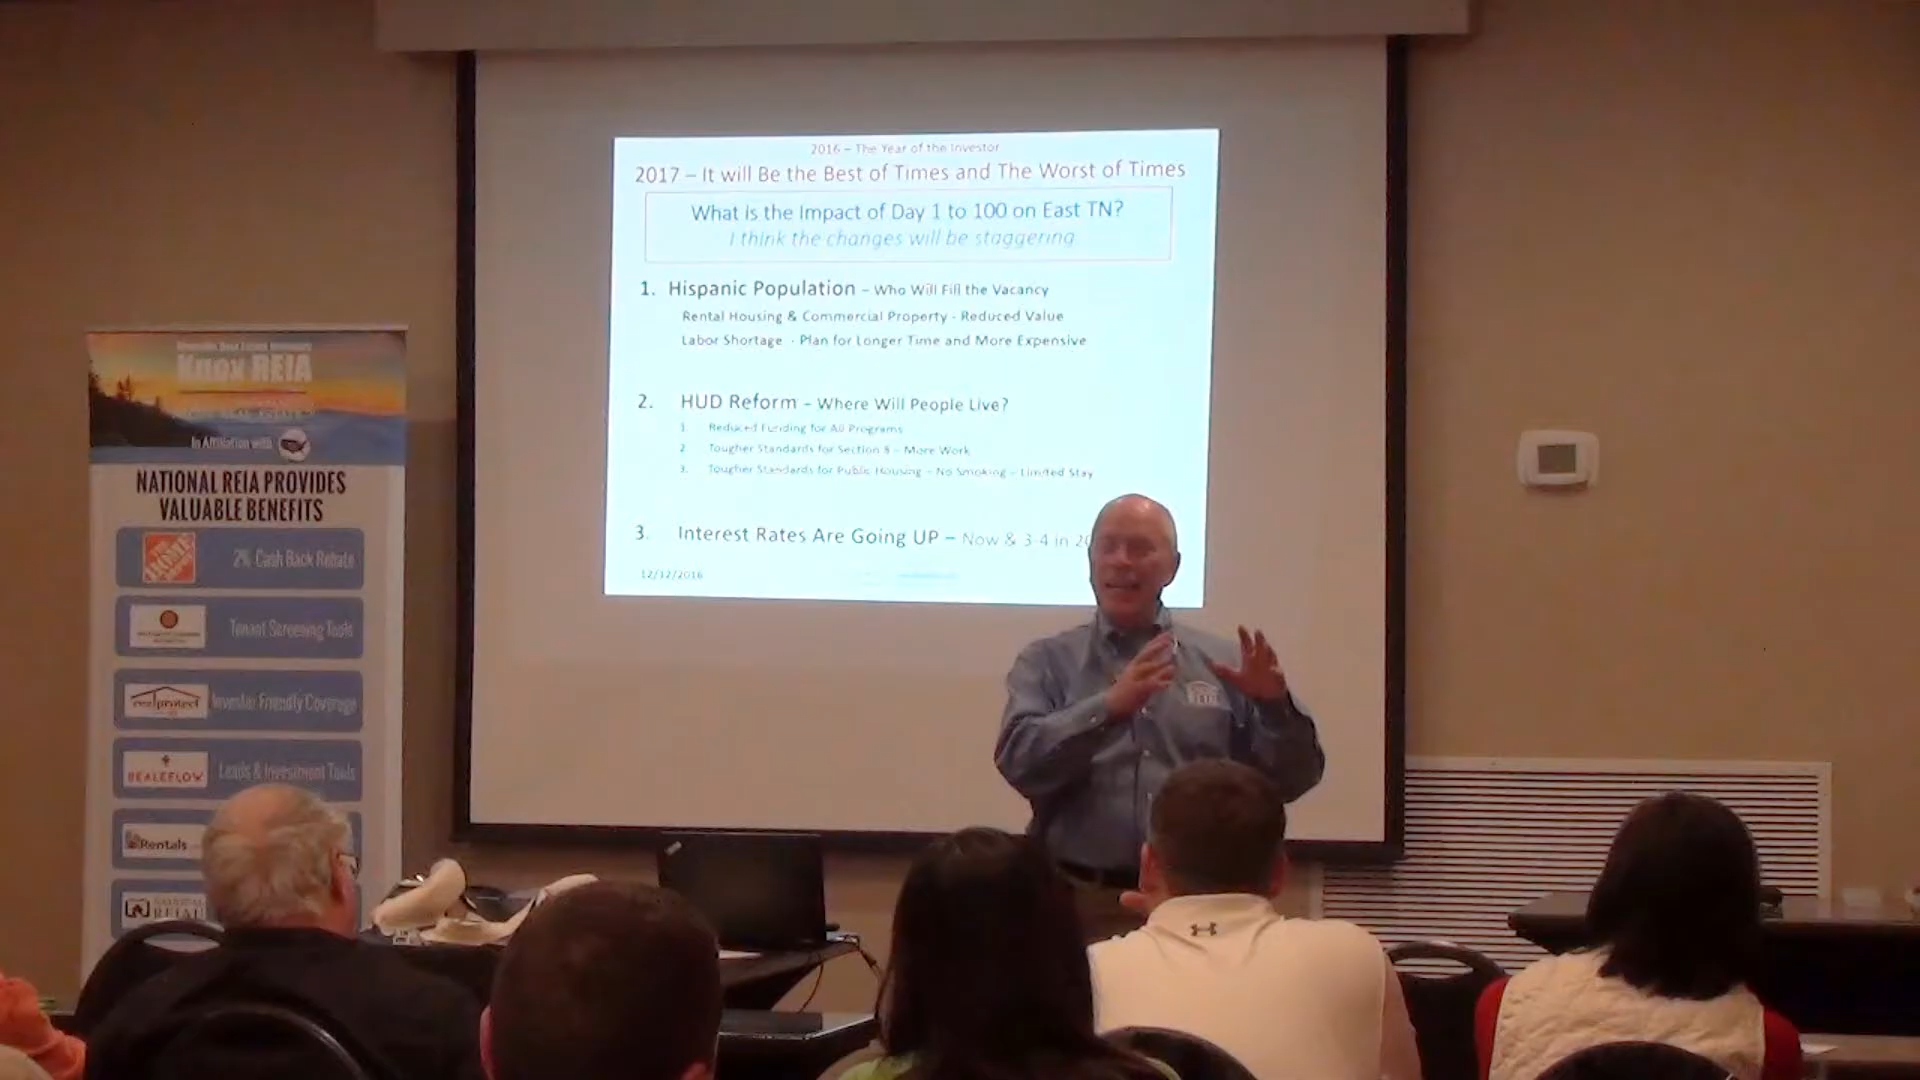 2016 – The Year of the Investor
2017 – It will Be the Best of Times and The Worst of Times
What is the Impact of Day 1 to 100 on East TN?
I think the changes will be staggering
1. Hispanic Population – Who Will Fill the Vacancy
Rental Housing & Commercial Property - Reduced Value
Labor Shortage - Plan for Longer Time and More Expensive
2. HUD Reform – Where Will People Live?
1. Reduced Funding for All Programs
2. Tougher Standards for Section 8 – More Work
3. Tougher Standards for Public Housing – No Smoking – Limited Stay
3. Interest Rates Are Going UP – Now & 3-4 in 20
12/12/2016
Knox REIA
In Affiliation with
NATIONAL REIA PROVIDES
VALUABLE BENEFITS
THE HOME DEPOT
2% Cash Back Rebate
Tenant Screening Tools
realprotect
Investor Friendly Coverage
REALEFLOW
Leads & Investment Tools
Rentals